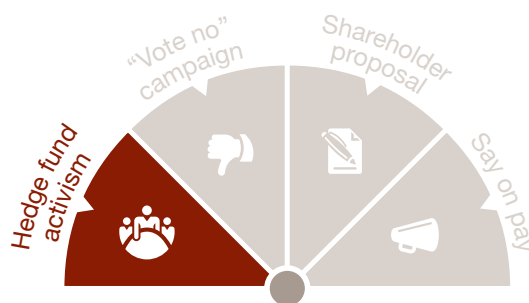 Hedge fund
activism
“Vote no”
campaign
Shareholder
proposal
Say on pay